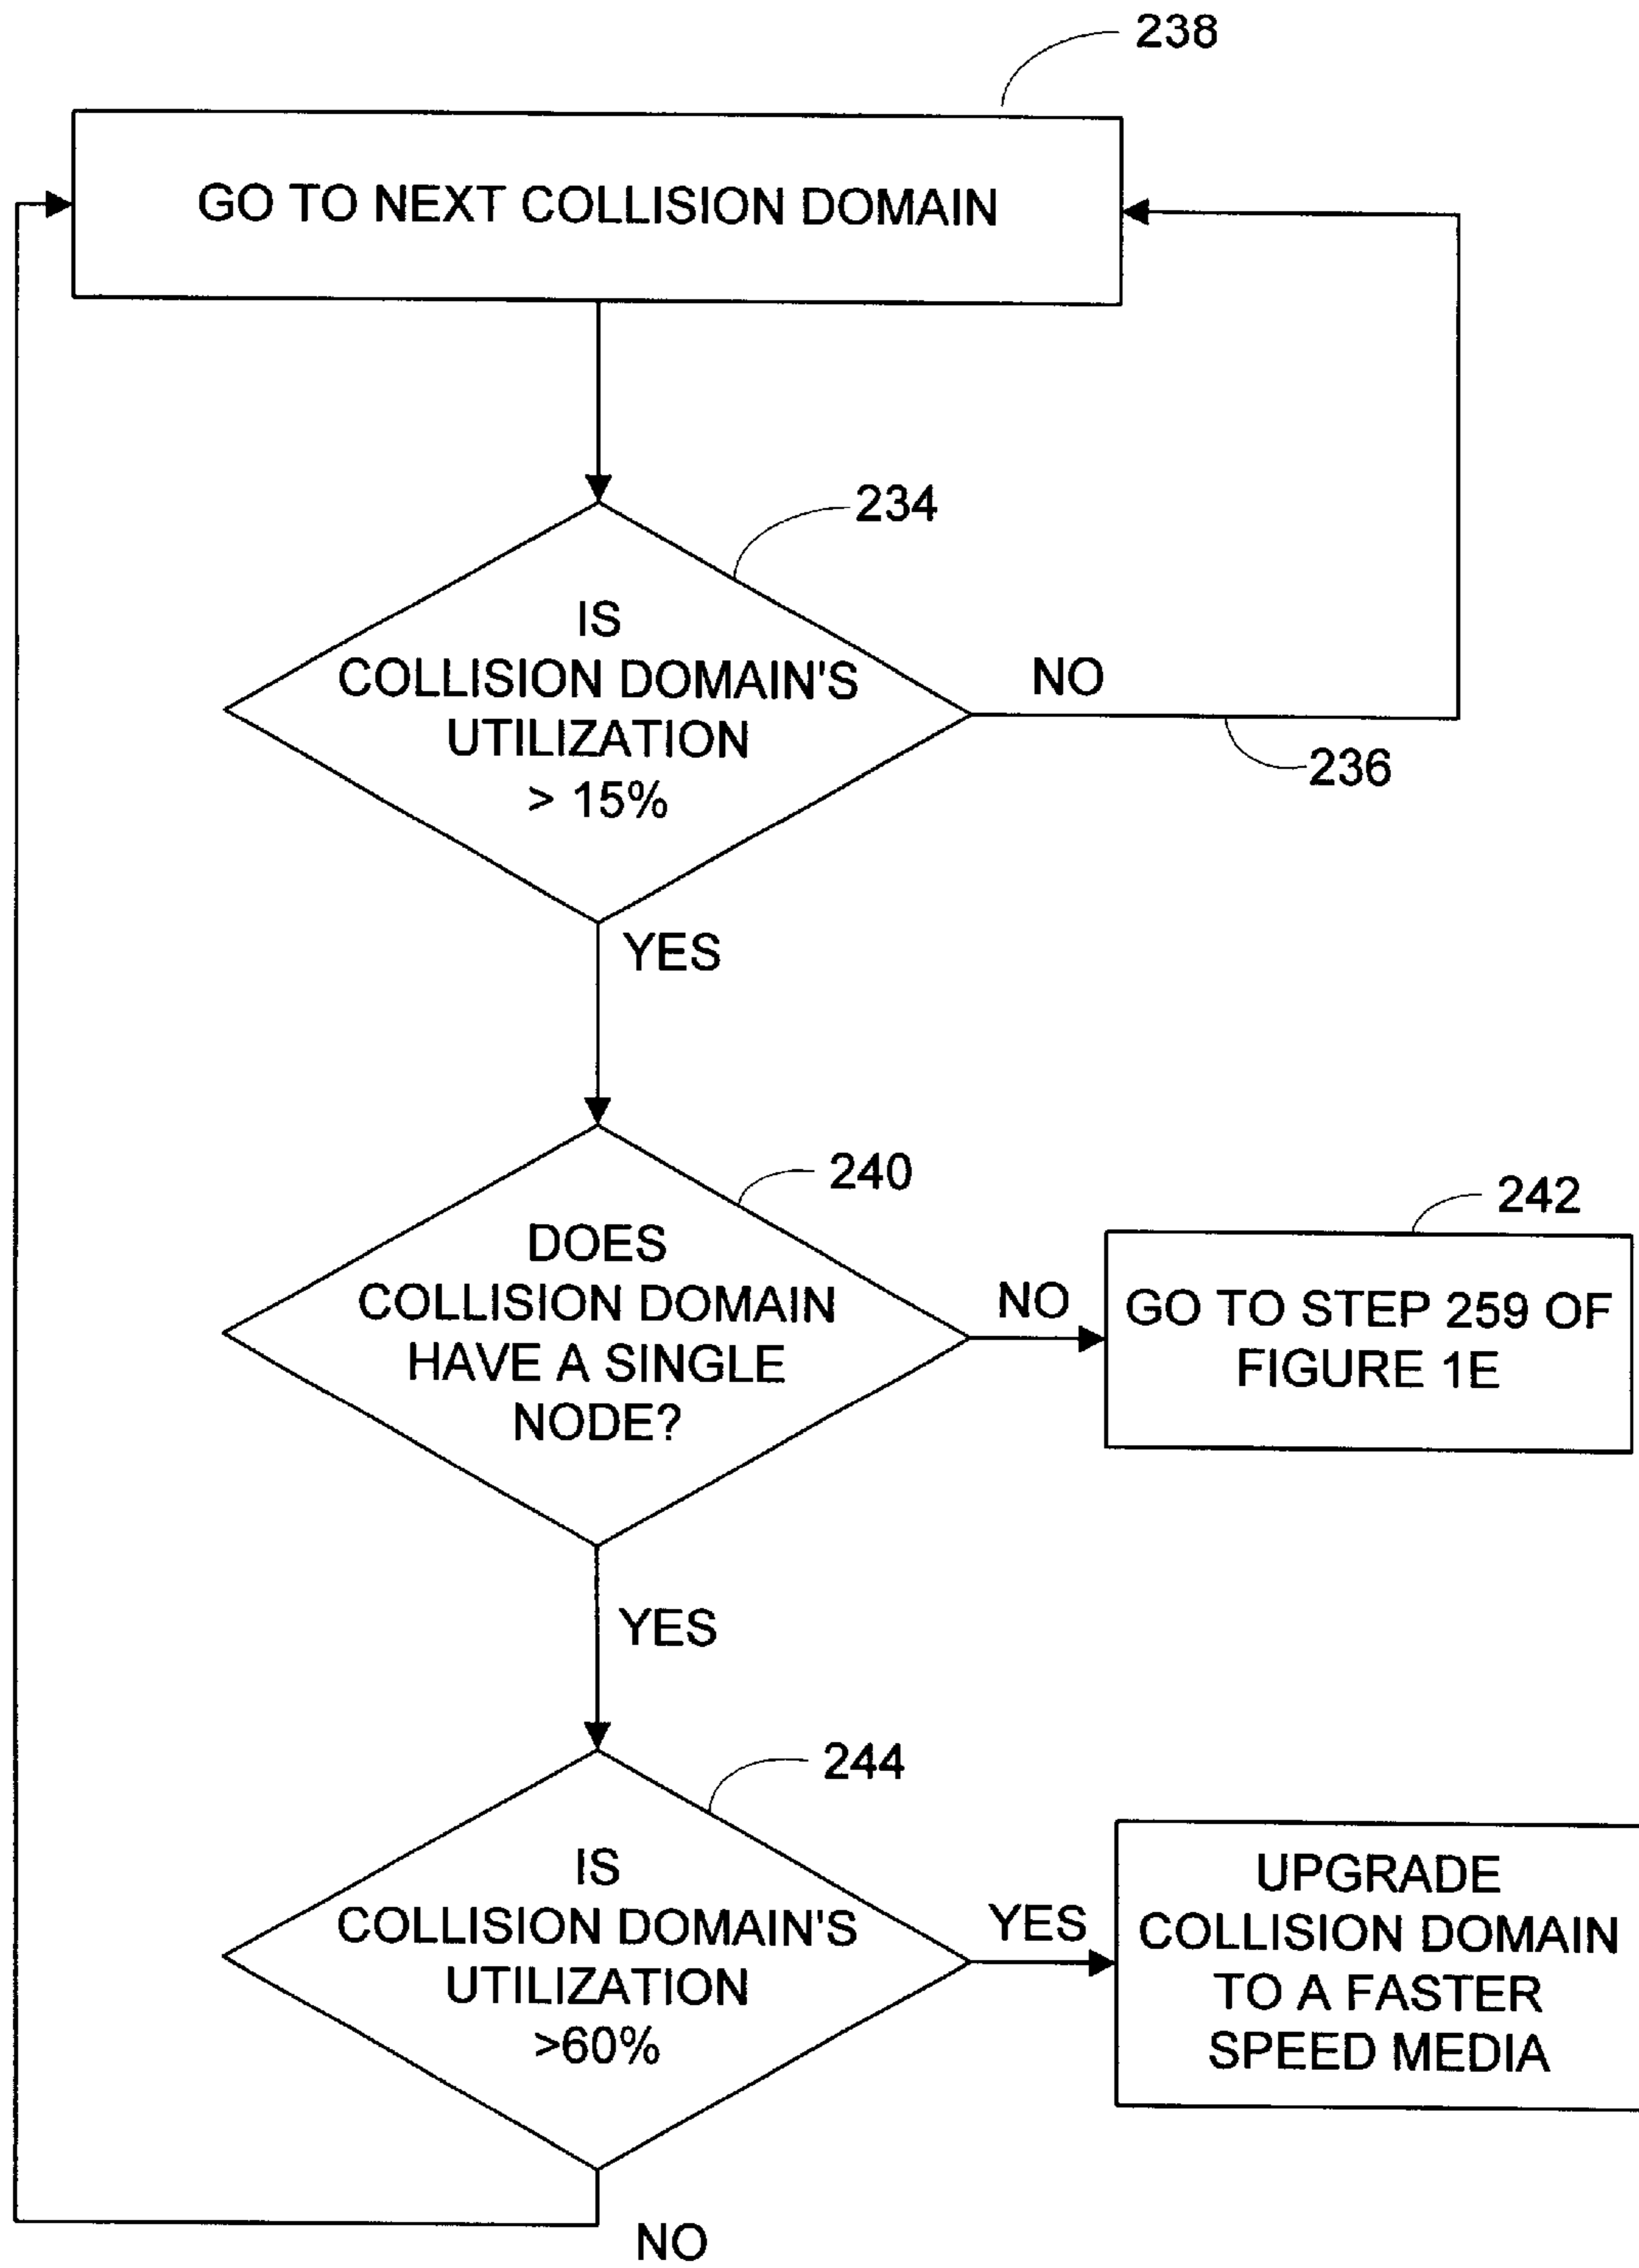 238
GO TO NEXT COLLISION DOMAIN
234
IS
COLLISION DOMAIN'S
UTILIZATION
> 15%
NO
236
YES
240
DOES
COLLISION DOMAIN
HAVE A SINGLE
NODE?
NO
242
GO TO STEP 259 OF
FIGURE 1E
YES
244
IS
COLLISION DOMAIN'S
UTILIZATION
>60%
YES
UPGRADE
COLLISION DOMAIN
TO A FASTER
SPEED MEDIA
NO